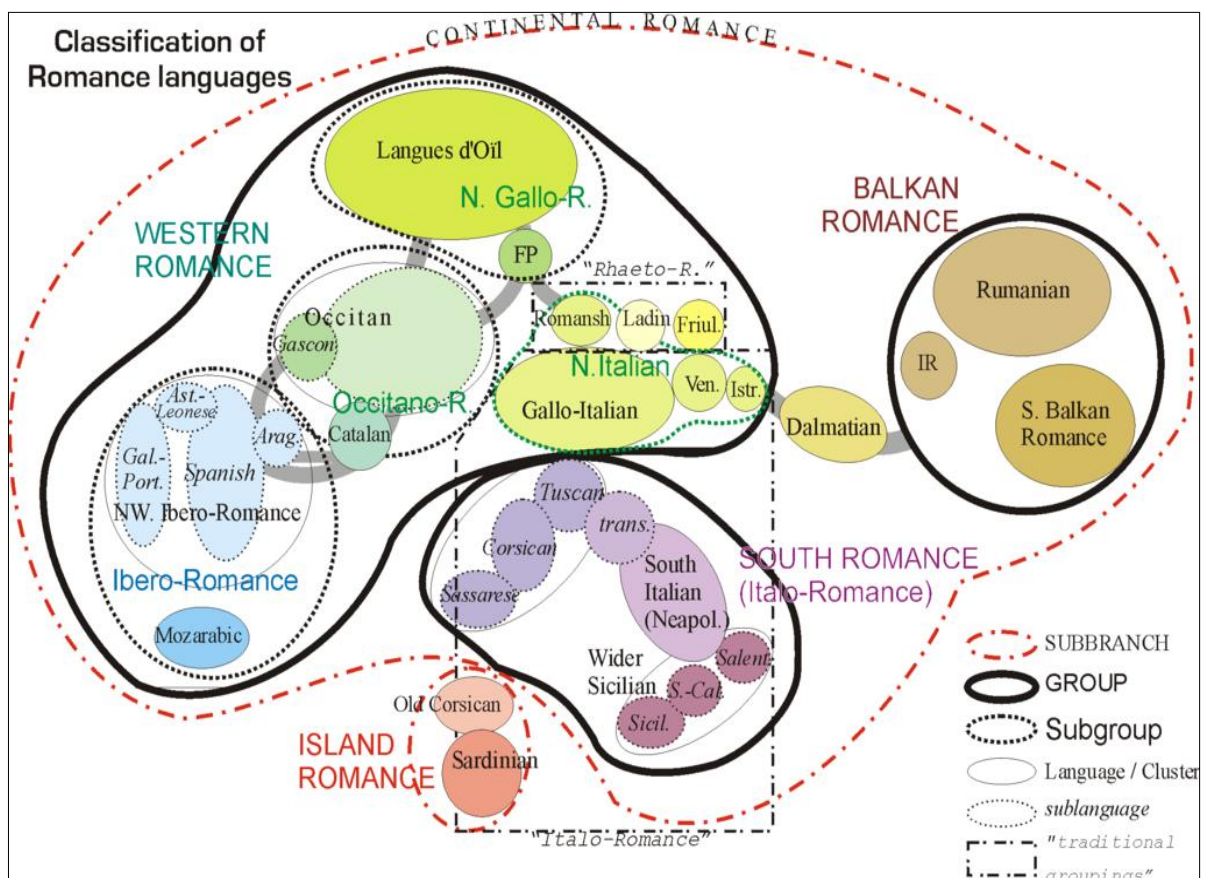 Classification of
Romance languages
CONTINENTAL ROMANCE
Langues d'Oïl
N. Gallo-R.
FP
WESTERN
ROMANCE
BALKAN
ROMANCE
"Rhaeto-R."
Romansh
Ladin
Friul.
Occitan
Gascon
Occitano-R.
Catalan
N.Italian
Gallo-Italian
Ven.
Istr.
Dalmatian
Rumanian
IR
S. Balkan
Romance
Ast.-
Leonese
Arag.
Gal.-
Port.
Spanish
NW. Ibero-Romance
Ibero-Romance
Mozarabic
Tuscan
trans.
Corsican
Sassarese
South
Italian
(Neapol.)
SOUTH ROMANCE
(Italo-Romance)
Wider
Sicilian
Salent.
S.-Cal.
Sicil.
Old Corsican
Sardinian
ISLAND
ROMANCE
"Italo-Romance"
SUBBRANCH
GROUP
Subgroup
Language / Cluster
sublanguage
"traditional
groupings"